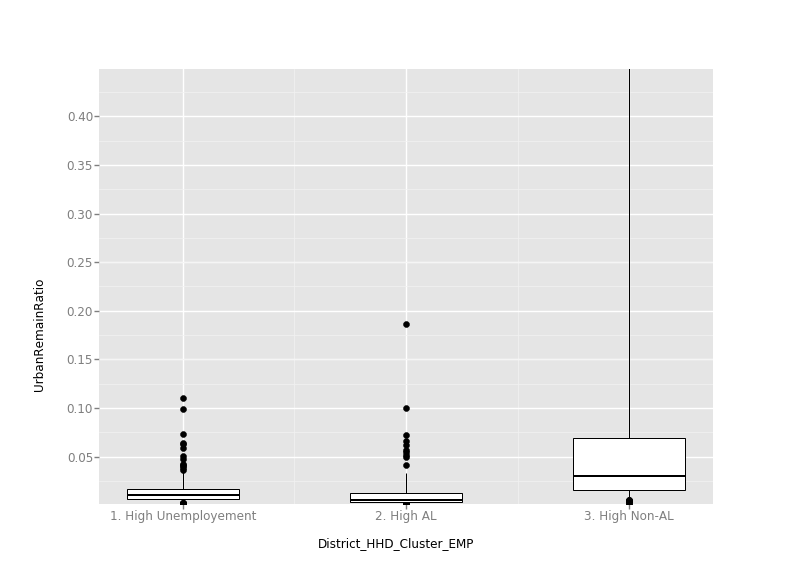 0.40
0.35
0.30
0.25
0.20
0.15
0.10
0.05
UrbanRemainRatio
1. High Unemployement
2. High AL
3. High Non-AL
District_HHD_Cluster_EMP